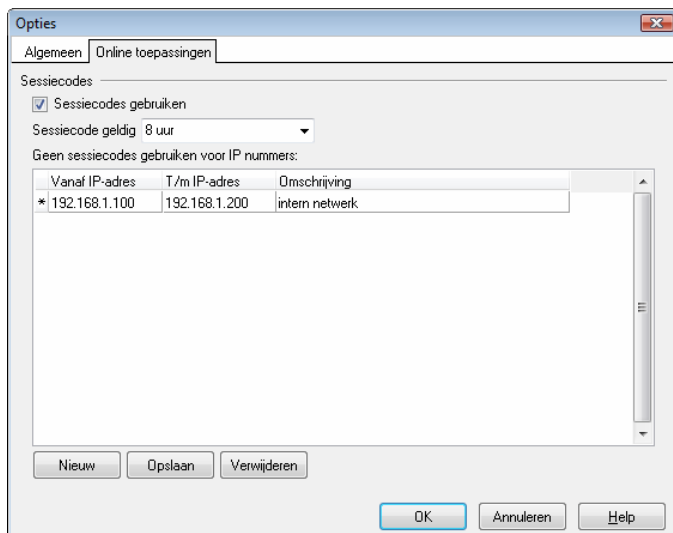 Opties
Algemeen Online toepassingen
Sessiecodes
Sessiecodes gebruiken
Sessiecode geldig 8 uur
Geen sessiecodes gebruiken voor IP nummers:
Vanaf IP-adres T/m IP-adres Omschrijving
* 192.168.1.100 192.168.1.200 intern netwerk
Nieuw Opslaan Verwijderen
OK Annuleren Help